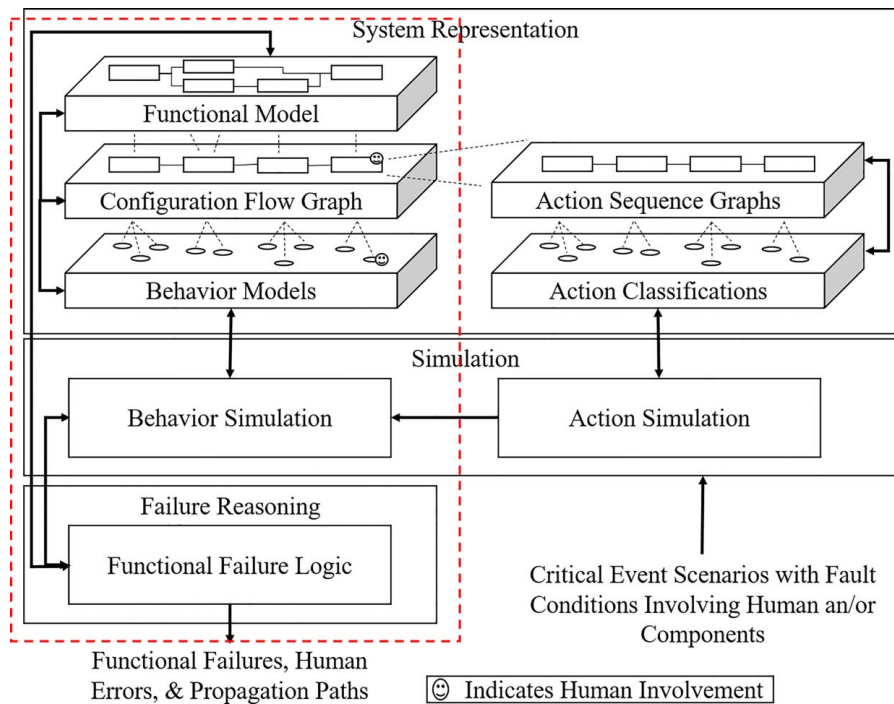 System Representation
Functional Model
Configuration Flow Graph
Action Sequence Graphs
Behavior Models
Action Classifications
Simulation
Behavior Simulation
Action Simulation
Failure Reasoning
Functional Failure Logic
Critical Event Scenarios with Fault
Conditions Involving Human an/or
Components
Functional Failures, Human
Errors, & Propagation Paths
Indicates Human Involvement